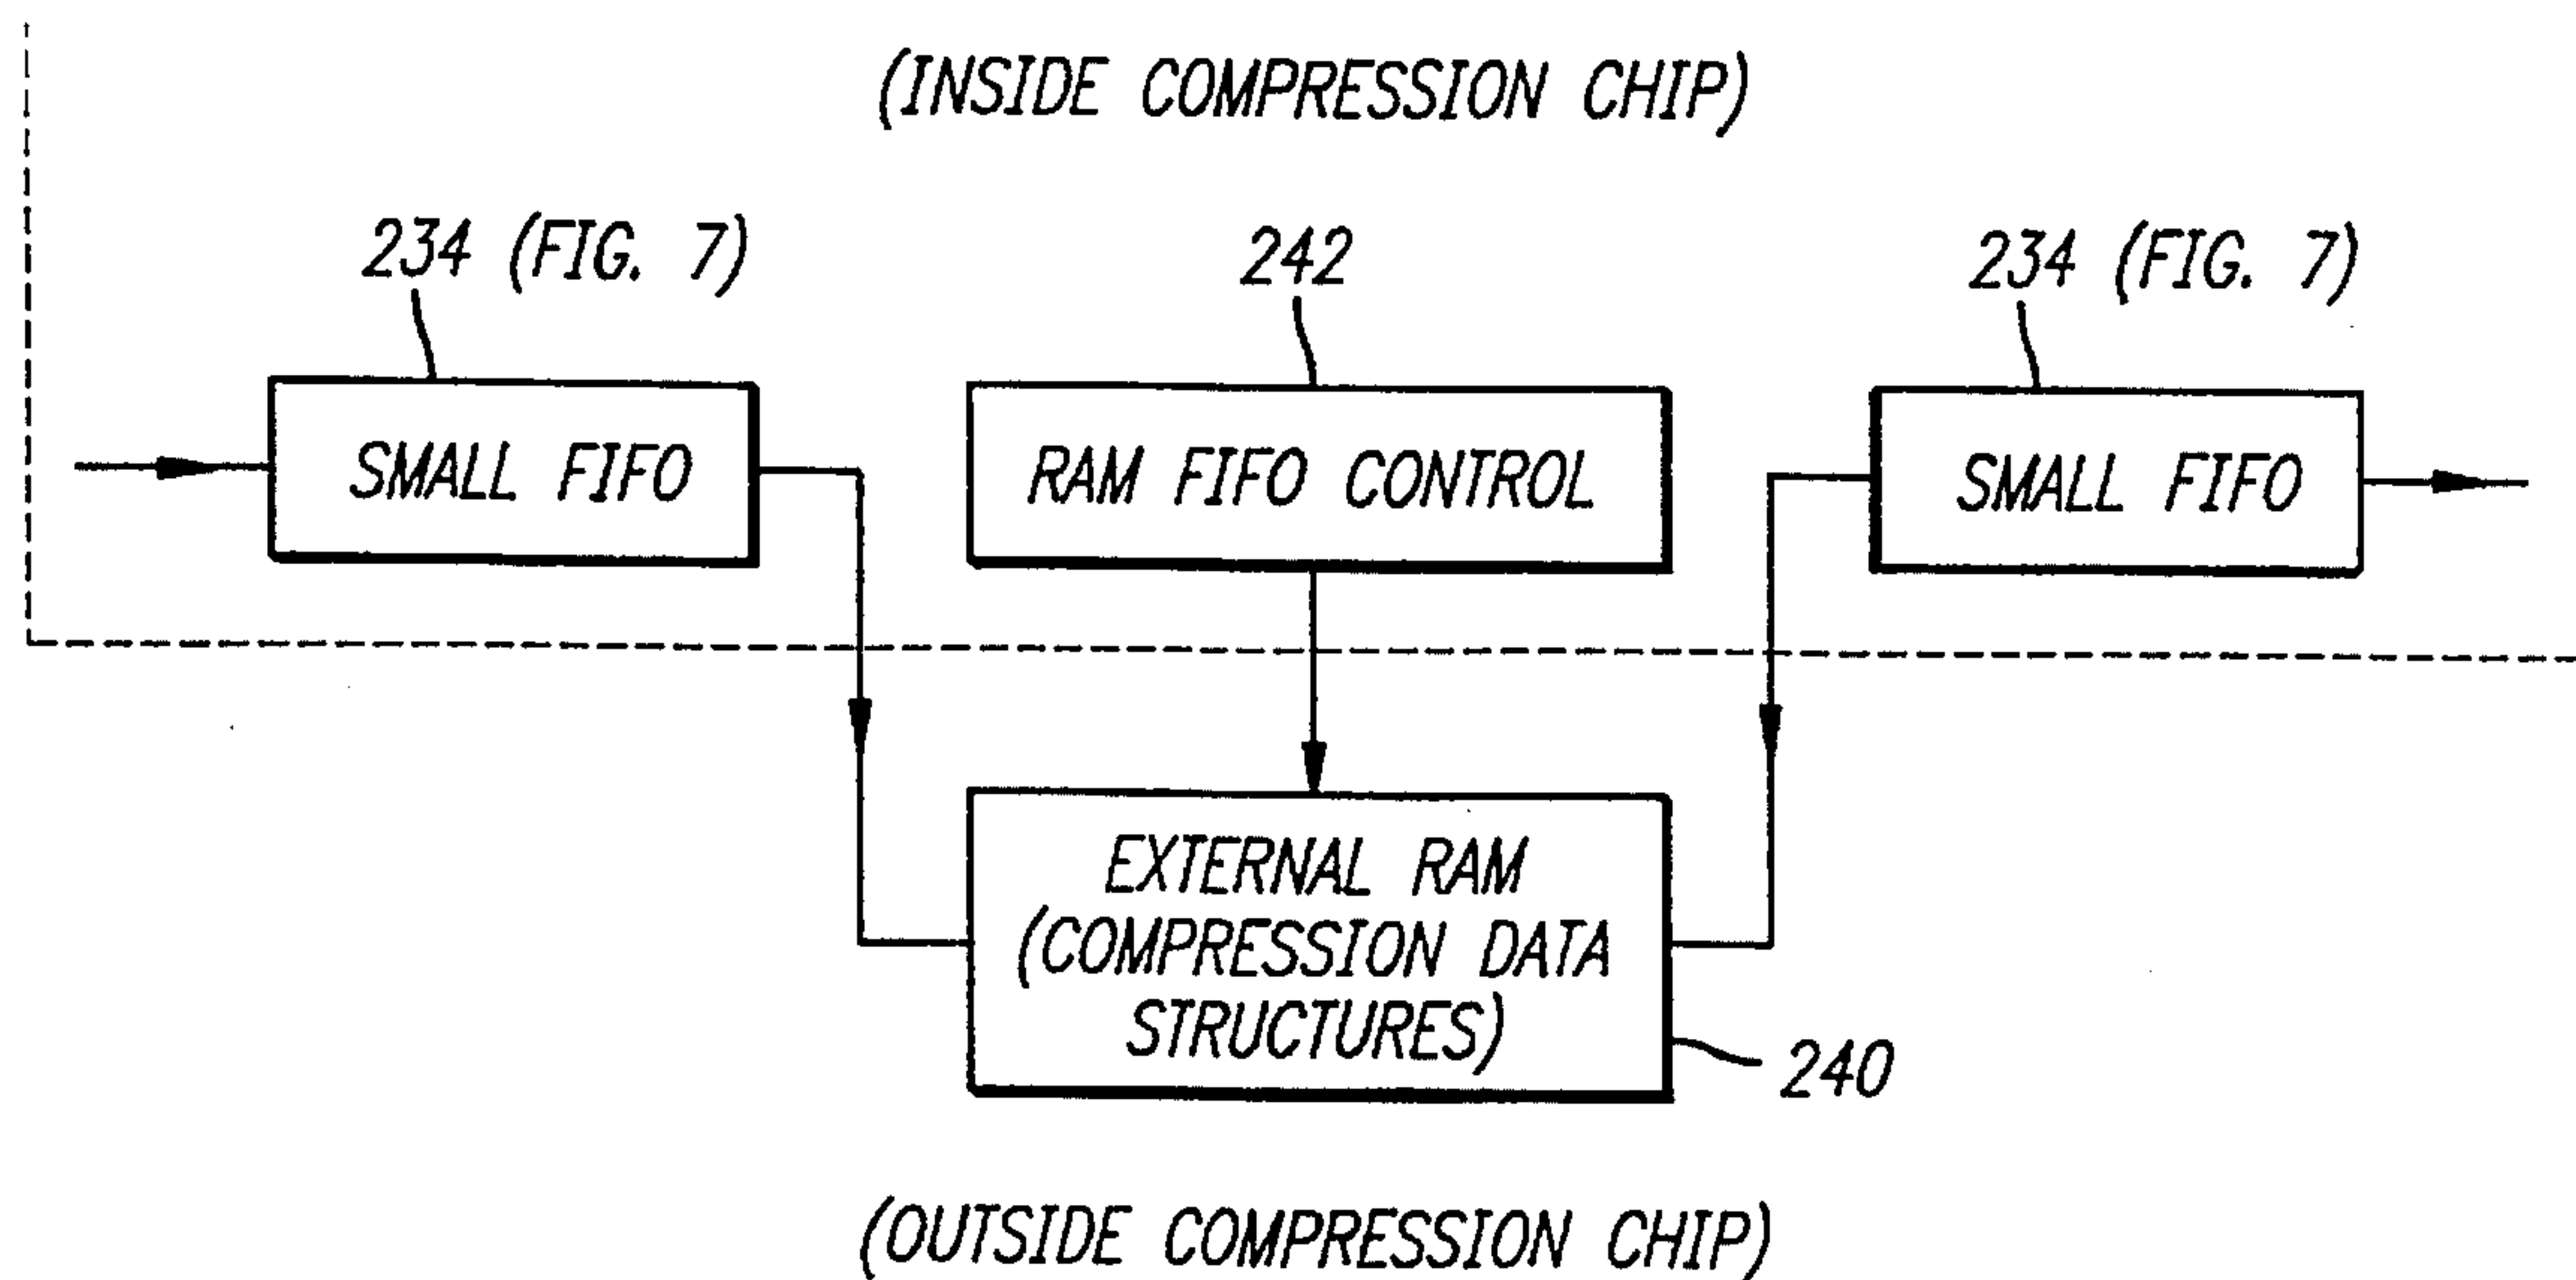 (INSIDE COMPRESSION CHIP)
234 (FIG. 7)
242
234 (FIG. 7)
SMALL FIFO
RAM FIFO CONTROL
SMALL FIFO
EXTERNAL RAM
(COMPRESSION DATA
STRUCTURES)
240
(OUTSIDE COMPRESSION CHIP)